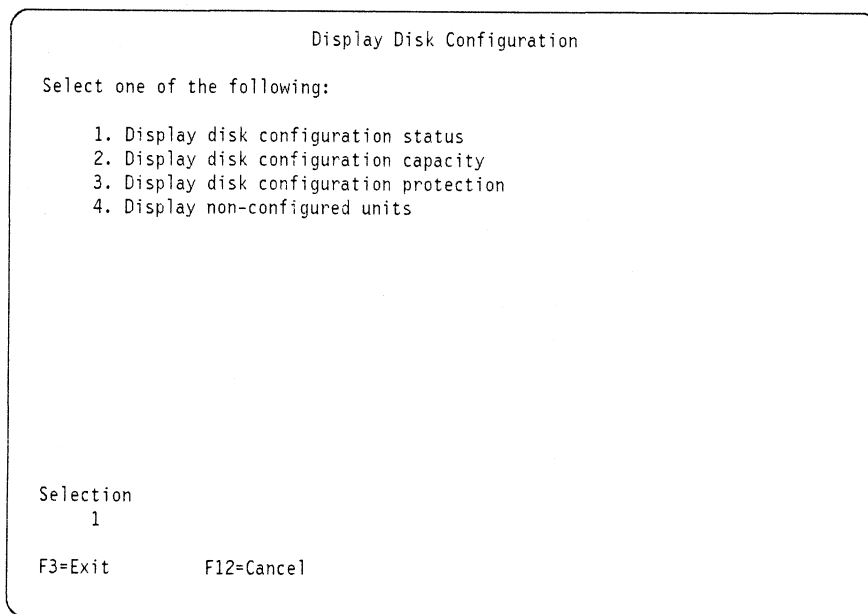 Display Disk Configuration
Select one of the following:
1. Display disk configuration status
2. Display disk configuration capacity
3. Display disk configuration protection
4. Display non-configured units
Selection
1
F3=Exit F12=Cancel